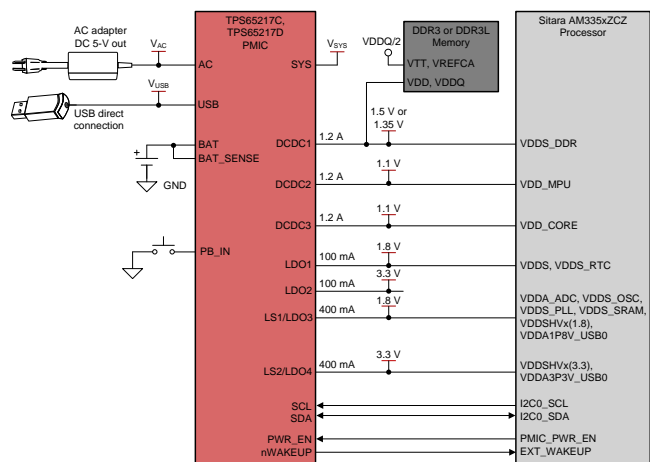 AC adapter
DC 5-V out
VAC
TPS65217C,
TPS65217D
PMIC
AC
SYS
VSYS
VDDQ/2
DDR3 or DDR3L
Memory
VTT, VREFCA
VDD, VDDQ
Sitara AM335xZCZ
Processor
VUSB
USB
USB direct
connection
1.5 V or
1.35 V
BAT
BAT_SENSE
+
GND
DCDC1
1.2 A
VDDS_DDR
1.1 V
DCDC2
1.2 A
VDD_MPU
1.1 V
DCDC3
1.2 A
VDD_CORE
PB_IN
1.8 V
LDO1
100 mA
VDDS, VDDS_RTC
3.3 V
LDO2
100 mA
1.8 V
LS1/LDO3
400 mA
VDDA_ADC, VDDS_OSC,
VDDS_PLL, VDDS_SRAM,
VDDSHVx(1.8),
VDDA1P8V_USB0
3.3 V
LS2/LDO4
400 mA
VDDSHVx(3.3),
VDDA3P3V_USB0
SCL
I2C0_SCL
SDA
I2C0_SDA
PWR_EN
PMIC_PWR_EN
nWAKEUP
EXT_WAKEUP